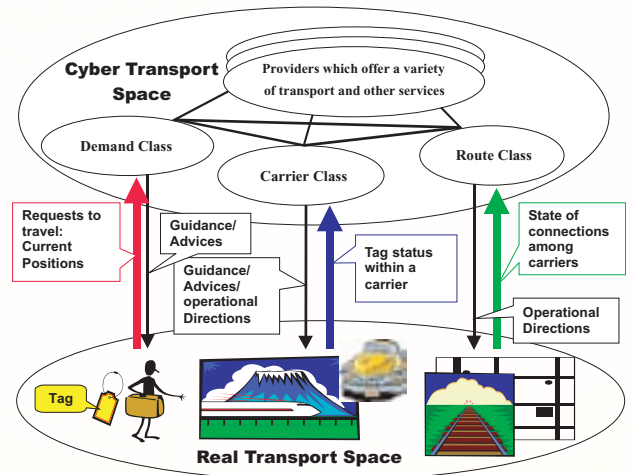 Cyber Transport
Space
Providers which offer a variety
of transport and other services
Demand Class
Carrier Class
Route Class
Requests to
travel:
Current
Positions
Guidance/
Advices
Guidance/
Advices/
operational
Directions
Tag status
within a
carrier
State of
connections
among
carriers
Operational
Directions
Tag
Real Transport Space